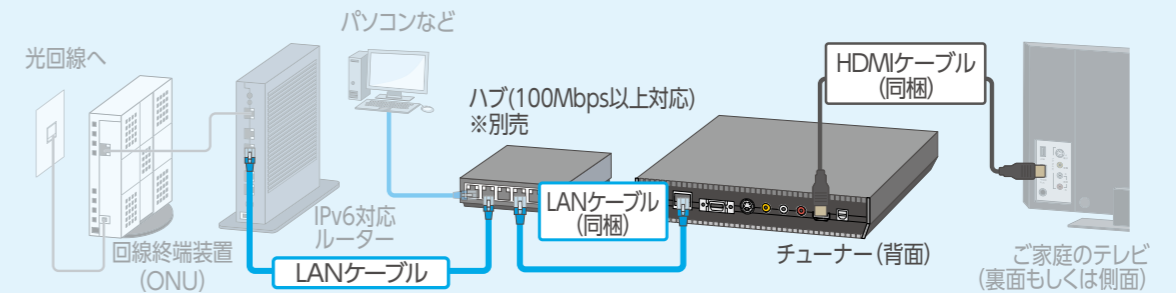 パソコンなど
光回線へ
HDMIケーブル
(同梱)
ハブ(100Mbps以上対応)
※別売
LANケーブル
(同梱)
IPv6対応
ルーター
回線終端装置
(ONU)
LANケーブル
チューナー(背面)
ご家庭のテレビ
(裏面もしくは側面)